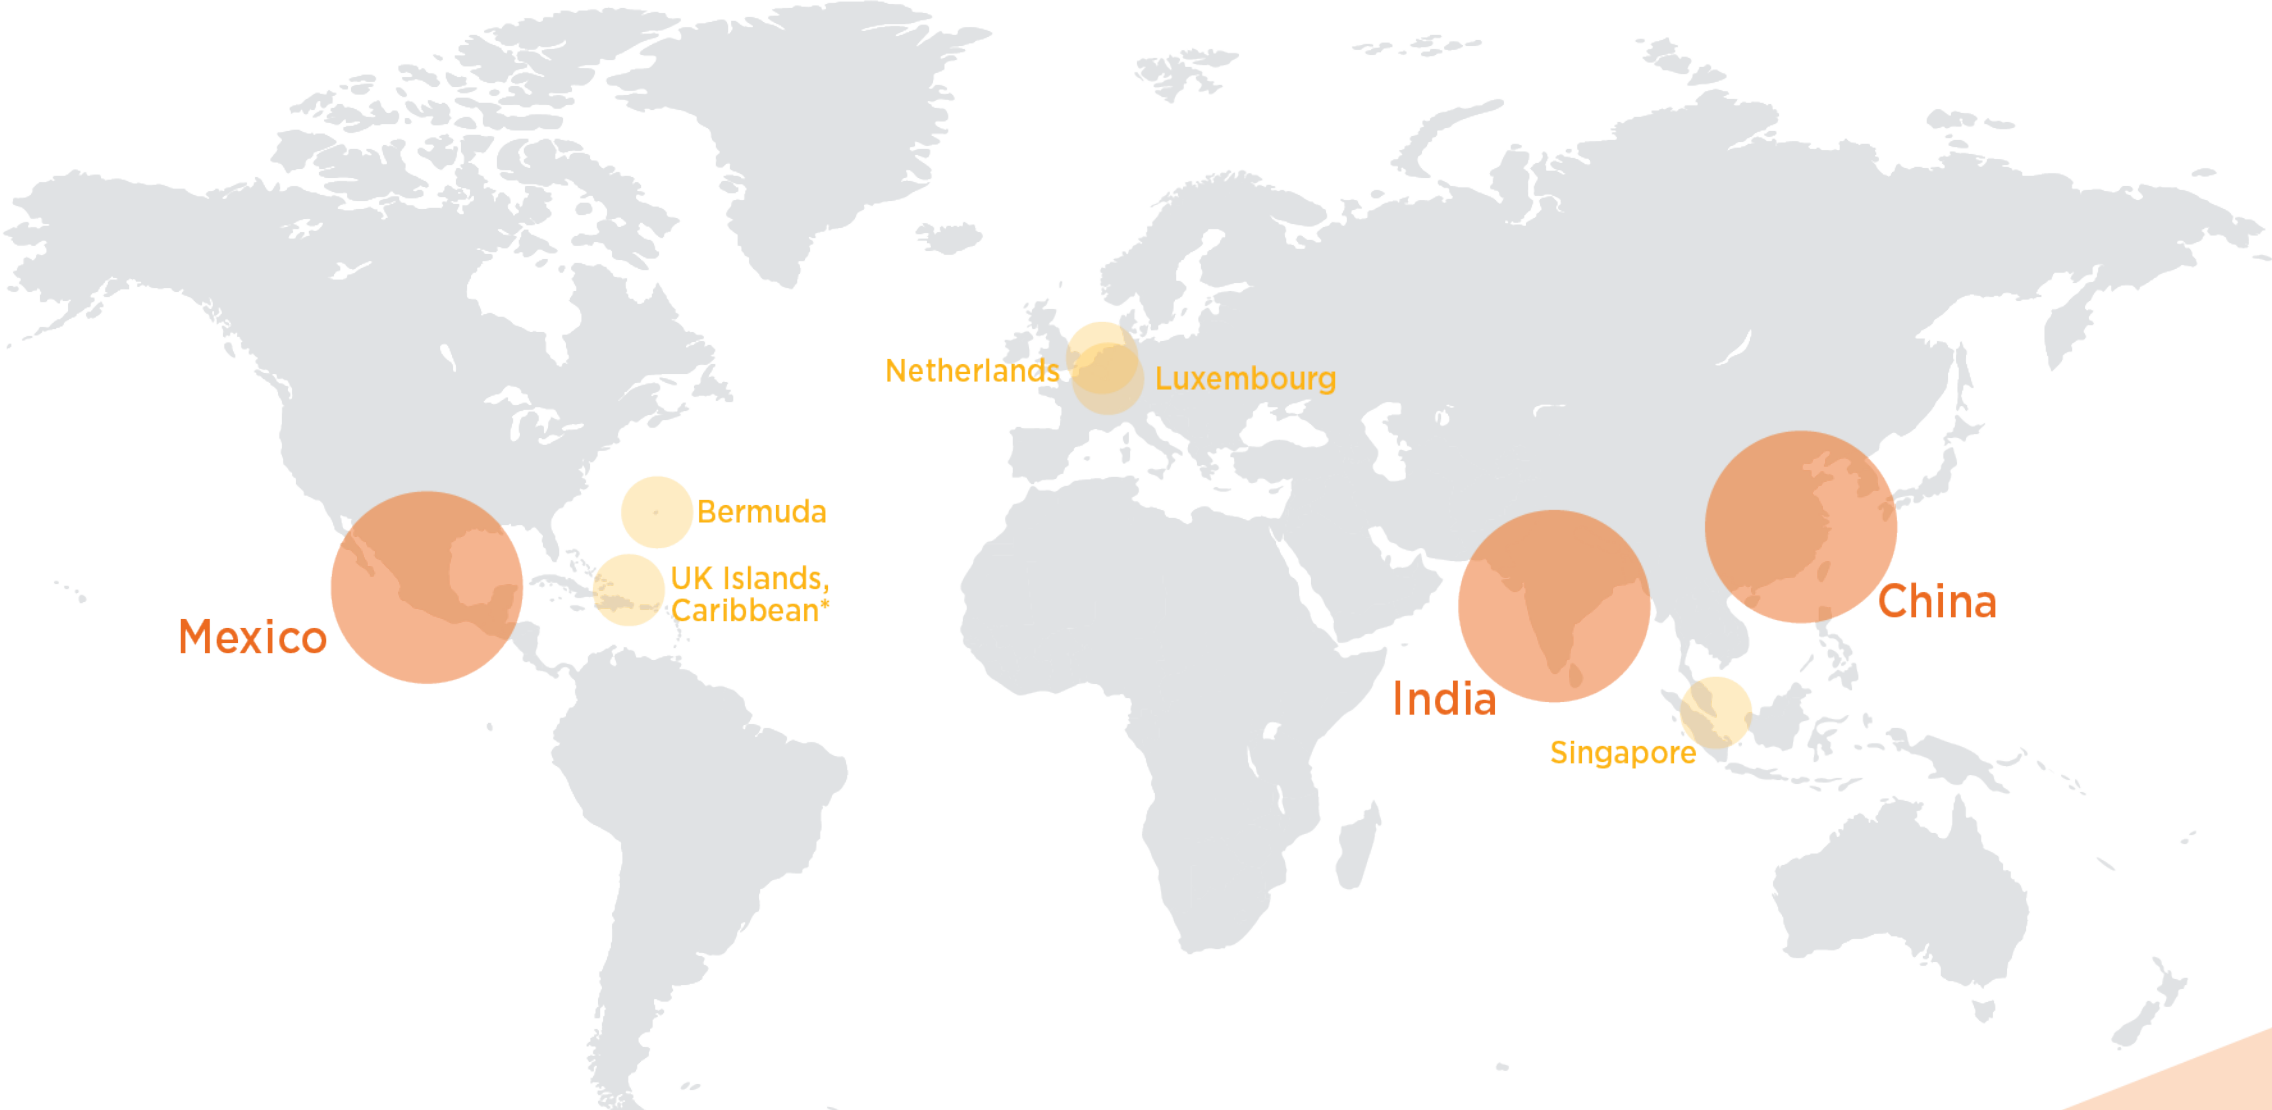 Netherlands
Luxembourg
Bermuda
UK Islands,
Caribbean*
Mexico
China
India
Singapore